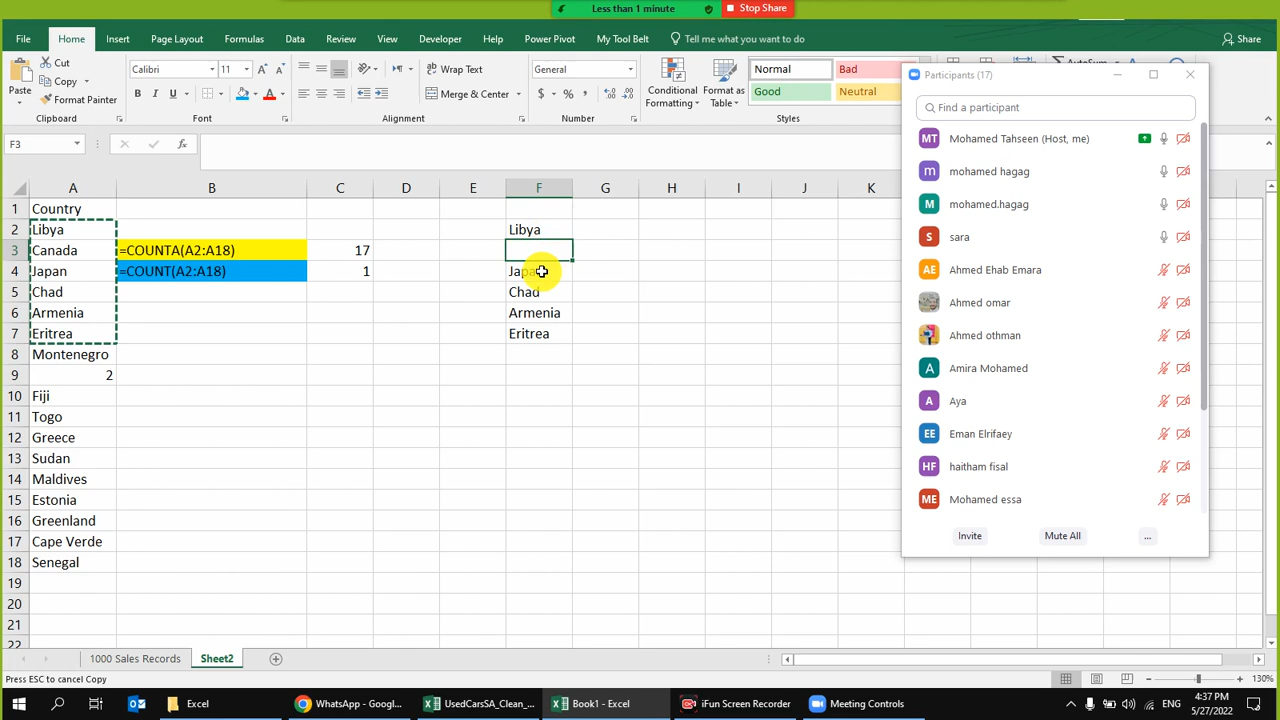 Less than 1 minute Stop Share
File Home Insert Page Layout Formulas Data Review View Developer Help Power Pivot My Tool Belt Tell me what you want to do Share
Paste Cut Copy Format Painter Clipboard
Calibri 11 B I U Font
Wrap Text Merge & Center Alignment
General $ % Number
Conditional Formatting Format as Table Normal Bad Good Neutral Styles
F3 fx
A B C D E F G H I J K
1 Country
2 Libya Libya
3 Canada =COUNTA(A2:A18) 17
4 Japan =COUNT(A2:A18) 1
5 Chad Chad
6 Armenia Armenia
7 Eritrea Eritrea
8 Montenegro
9 2
10 Fiji
11 Togo
12 Greece
13 Sudan
14 Maldives
15 Estonia
16 Greenland
17 Cape Verde
18 Senegal
19
20
21
22
Participants (17)
Find a participant
MT Mohamed Tahseen (Host, me)
m mohamed hagag
M mohamed.hagag
S sara
AE Ahmed Ehab Emara
Ahmed omar
Ahmed othman
A Amira Mohamed
A Aya
EE Eman Elrifaey
HF haitham fisal
ME Mohamed essa
Invite Mute All ...
1000 Sales Records Sheet2
Press ESC to cancel Copy 130%
Excel WhatsApp - Googl... UsedCarsSA_Clean_... Book1 - Excel iFun Screen Recorder Meeting Controls
4:37 PM
5/27/2022